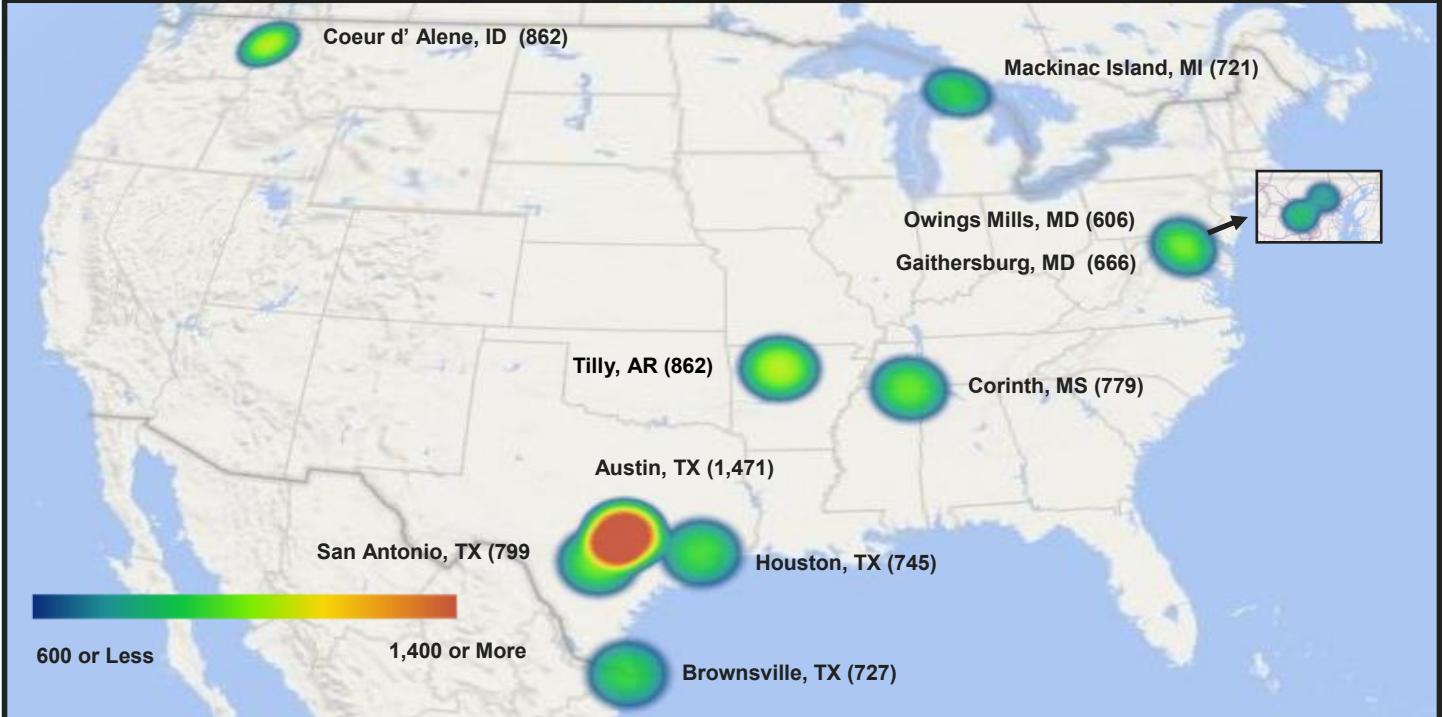 Coeur d’ Alene, ID (862)
Mackinac Island, MI (721)
Owings Mills, MD (606)
Gaithersburg, MD (666)
Tilly, AR (862)
Corinth, MS (779)
Austin, TX (1,471)
San Antonio, TX (799
Houston, TX (745)
600 or Less
1,400 or More
Brownsville, TX (727)